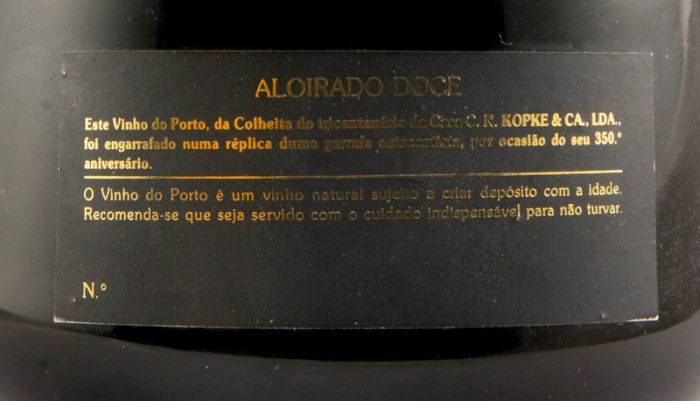 ALOIRADO DOCE
Este Vinho do Porto, da Colheita do tricentenário da Casa C. N. KOPKE & CA., LDA.,
foi engarrafado numa réplica duma garrafa seiscentista, por ocasião do seu 350.º
aniversário.
O Vinho do Porto é um vinho natural sujeito a criar depósito com a idade.
Recomenda-se que seja servido com o cuidado indispensável para não turvar.
N.º